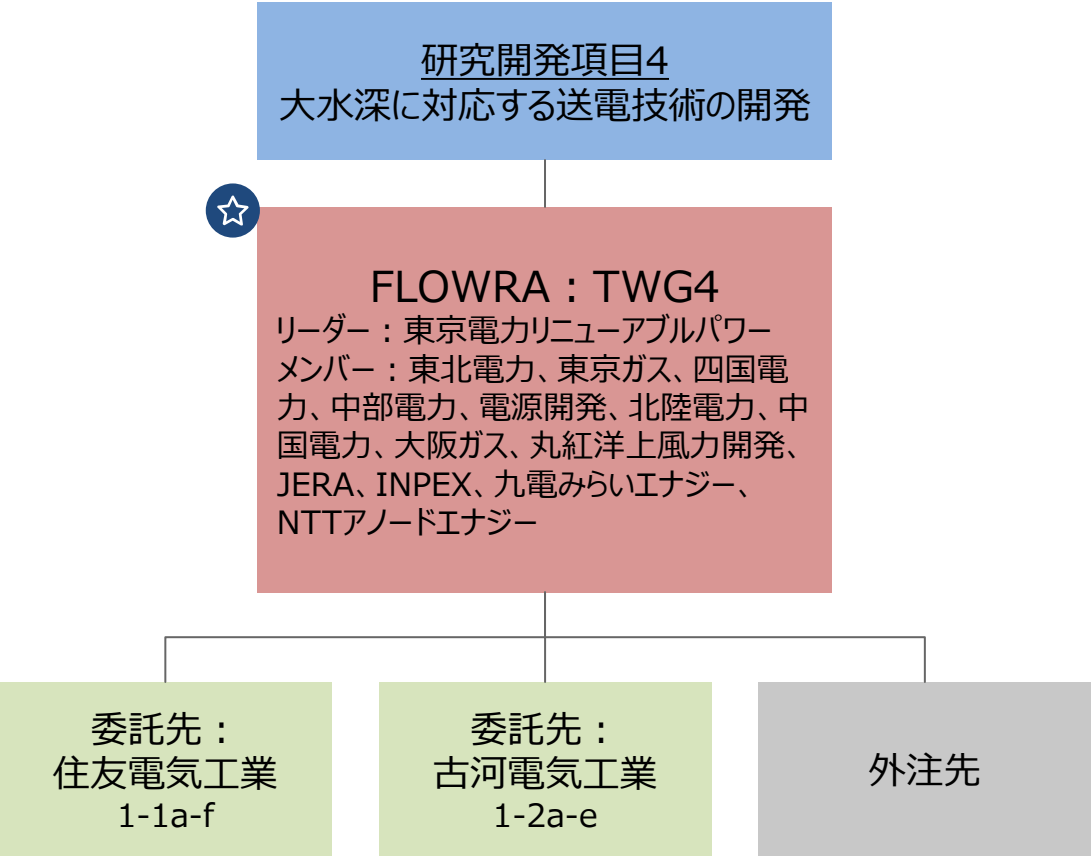 研究開発項目4
大水深に対応する送電技術の開発
FLOWRA：TWG4
リーダー：東京電力リニューアブルパワー
メンバー：東北電力、東京ガス、四国電
力、中部電力、電源開発、北陸電力、中
国電力、大阪ガス、丸紅洋上風力開発、
JERA、INPEX、九電みらいエナジー、
NTTアノードエナジー
委託先：
住友電気工業
1-1a-f
委託先：
古河電気工業
1-2a-e
外注先